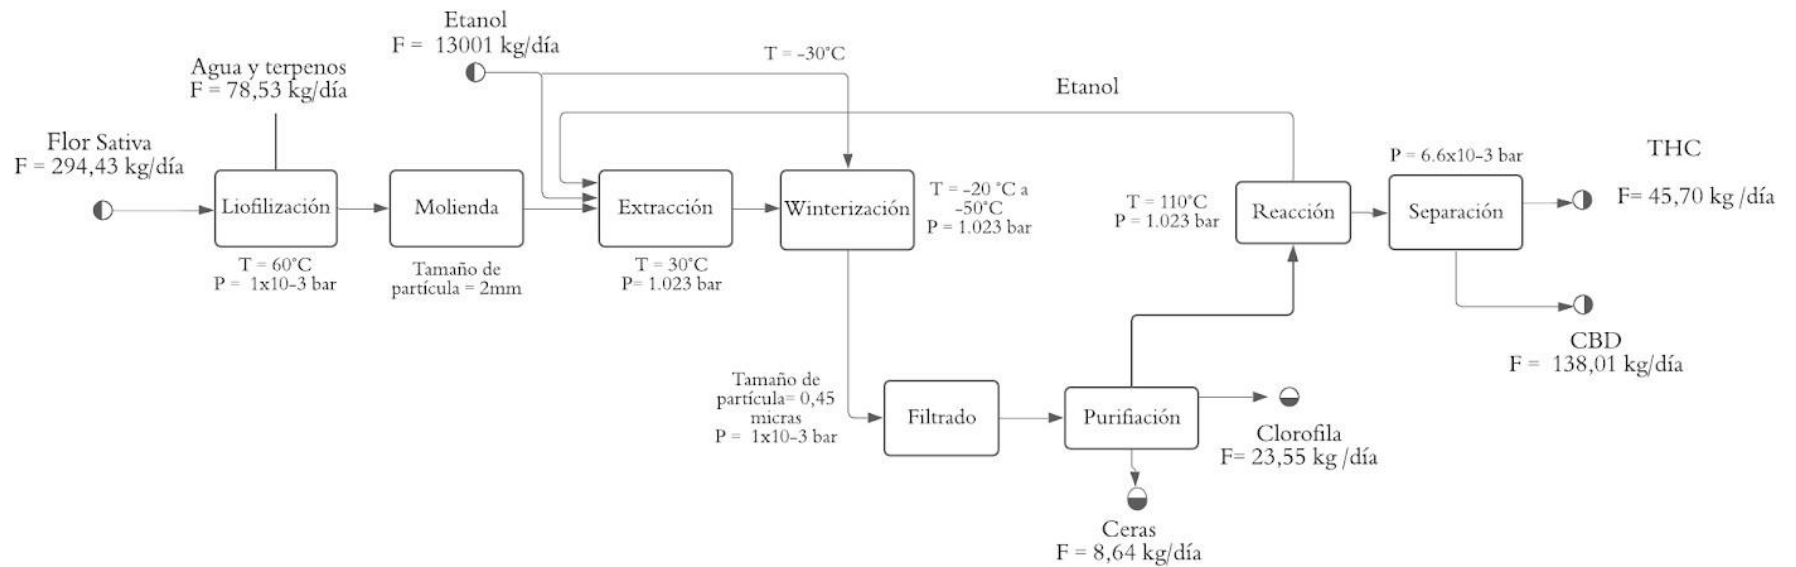 Etanol
F = 13001 kg/día
T = -30°C
Agua y terpenos
F = 78,53 kg/día
Etanol
Flor Sativa
F = 294,43 kg/día
Liofilización
T = 60°C
P = 1x10-3 bar
Molienda
Tamaño de
partícula = 2mm
Extracción
T = 30°C
P= 1.023 bar
Winterización
T = -20 °C a
-50°C
P = 1.023 bar
T = 110°C
P = 1.023 bar
Reacción
P = 6.6x10-3 bar
Separación
THC
F= 45,70 kg /día
CBD
F = 138,01 kg/día
Tamaño de
partícula= 0,45
micras
P = 1x10-3 bar
Filtrado
Purifiación
Clorofila
F= 23,55 kg /día
Ceras
F = 8,64 kg/día